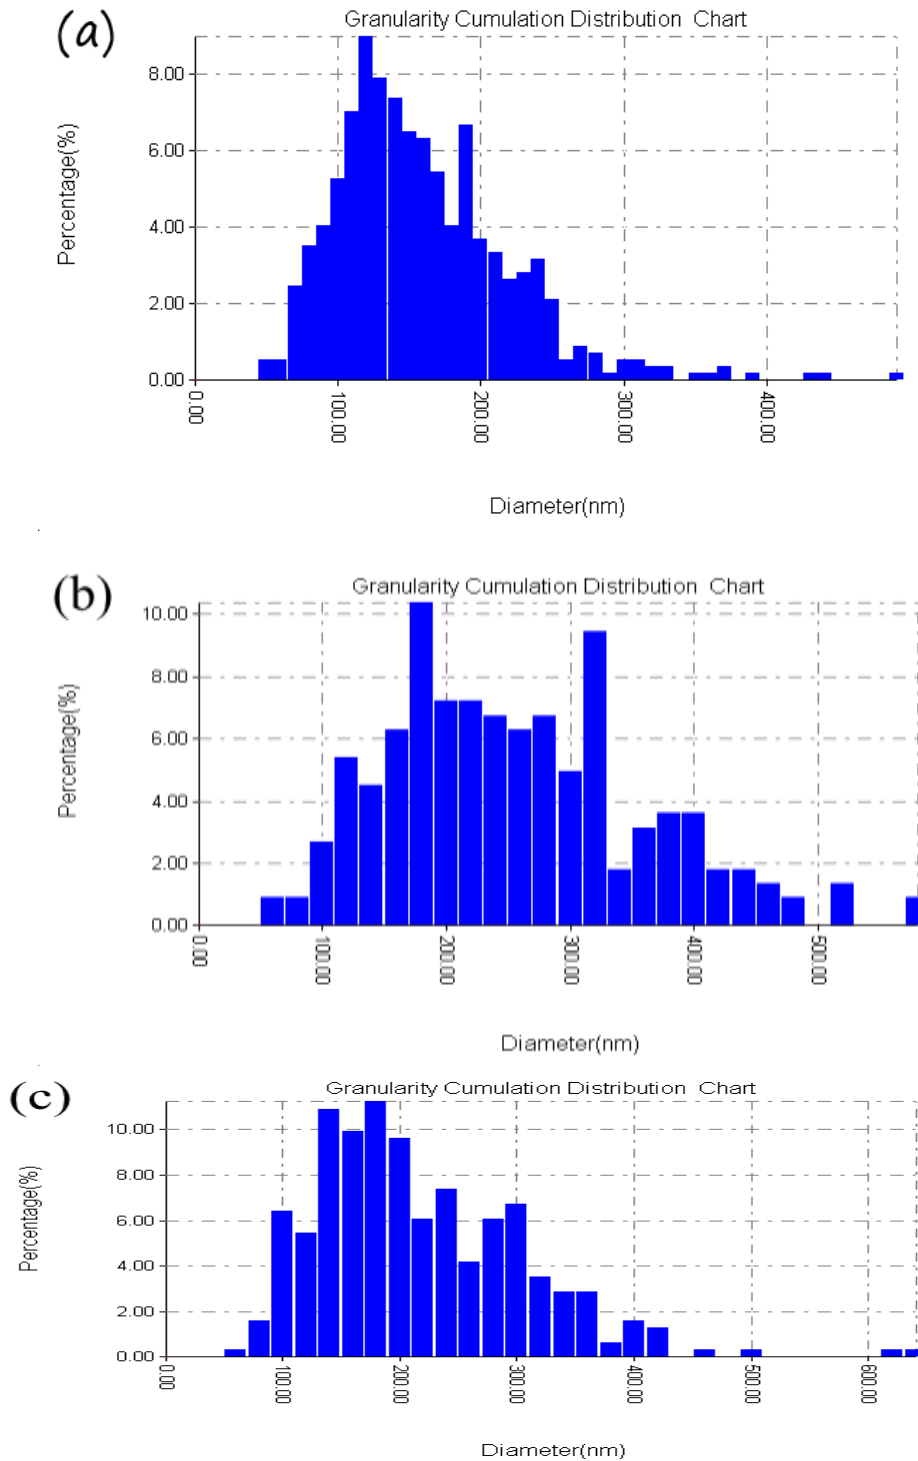 (a)
Granularity Cumulation Distribution Chart
Percentage(%)
8.00
6.00
4.00
2.00
0.00
0.00 100.00 200.00 300.00 400.00
Diameter(nm)
(b)
Granularity Cumulation Distribution Chart
Percentage(%)
10.00
8.00
6.00
4.00
2.00
0.00
0.00 100.00 200.00 300.00 400.00 500.00
Diameter(nm)
(c)
Granularity Cumulation Distribution Chart
Percentage(%)
10.00
8.00
6.00
4.00
2.00
0.00
0.00 100.00 200.00 300.00 400.00 500.00 600.00
Diameter(nm)